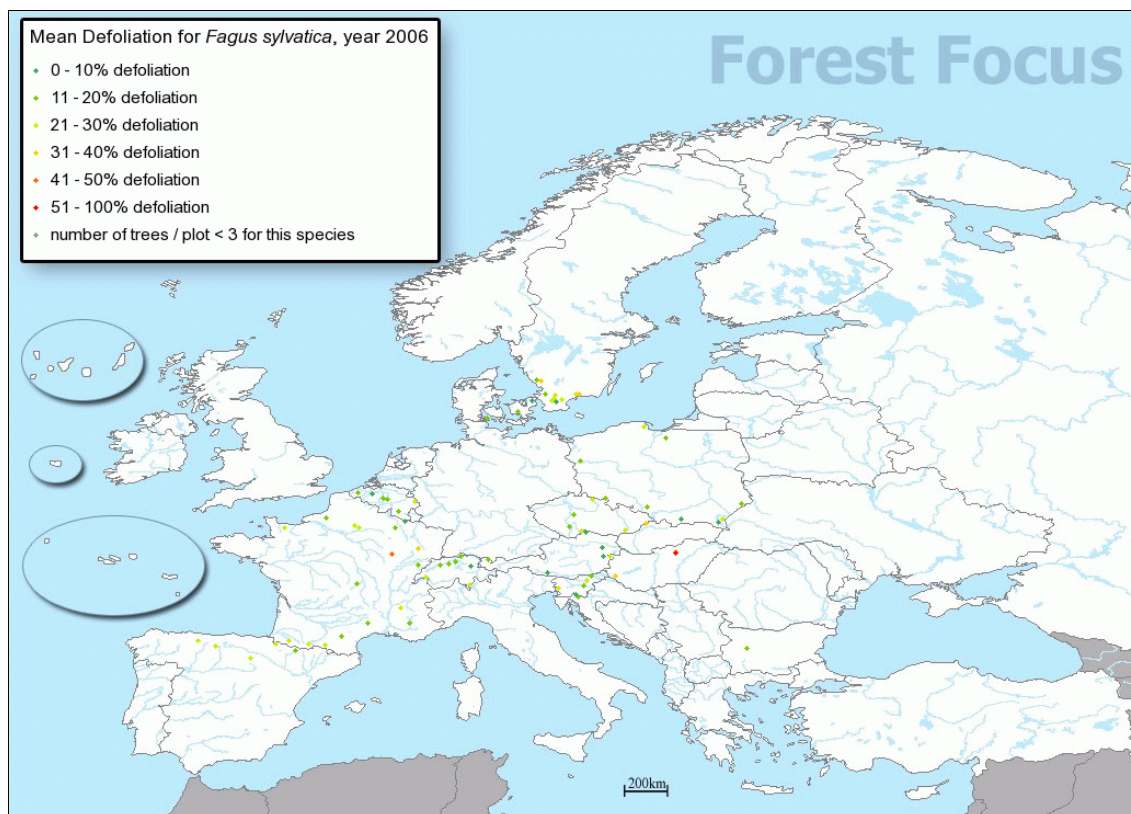 Mean Defoliation for Fagus sylvatica, year 2006
0 - 10% defoliation
11 - 20% defoliation
21 - 30% defoliation
31 - 40% defoliation
41 - 50% defoliation
51 - 100% defoliation
number of trees / plot < 3 for this species
Forest Focus
200km